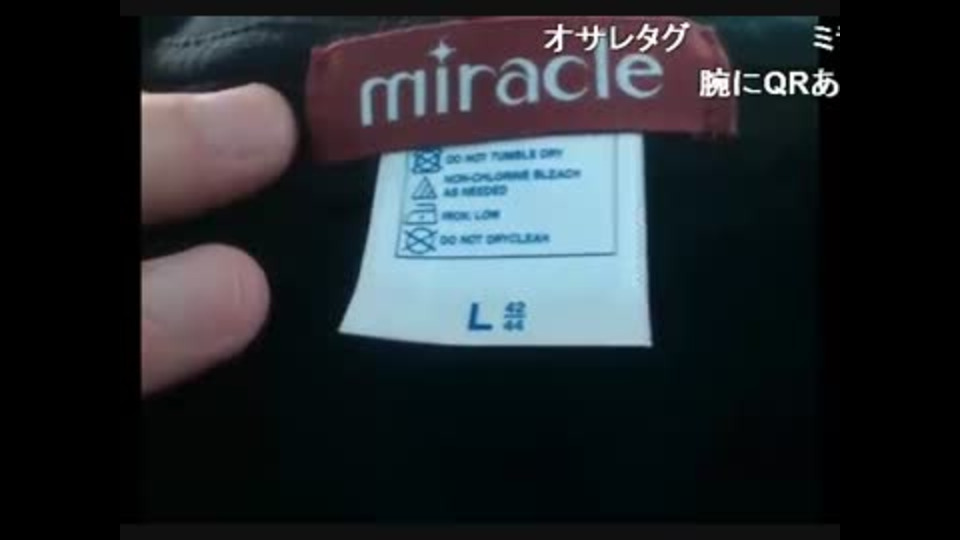 オサレタグ
ミ
腕にQRあ
miracle
DO NOT TUMBLE DRY
NON-CHLORINE BLEACH
AS NEEDED
IRON: LOW
DO NOT DRYCLEAN
L 42
44